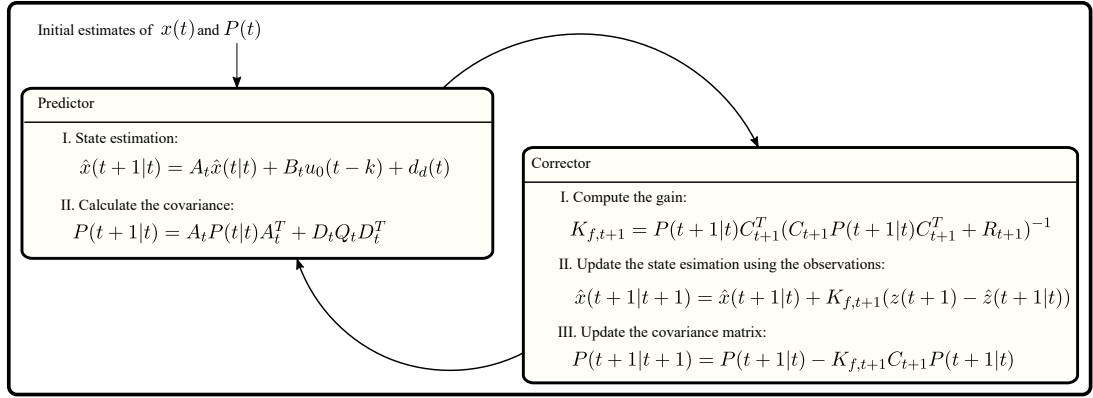 Initial estimates of x(t) and P(t)
Predictor
I. State estimation:
x̂(t + 1|t) = A_t x̂(t|t) + B_t u_0(t − k) + d_d(t)
II. Calculate the covariance:
P(t + 1|t) = A_t P(t|t) A_t^T + D_t Q_t D_t^T
Corrector
I. Compute the gain:
K_{f,t+1} = P(t + 1|t)C_{t+1}^T(C_{t+1}P(t + 1|t)C_{t+1}^T + R_{t+1})^{−1}
II. Update the state esimation using the observations:
x̂(t + 1|t + 1) = x̂(t + 1|t) + K_{f,t+1}(z(t + 1) − ẑ(t + 1|t))
III. Update the covariance matrix:
P(t + 1|t + 1) = P(t + 1|t) − K_{f,t+1}C_{t+1}P(t + 1|t)